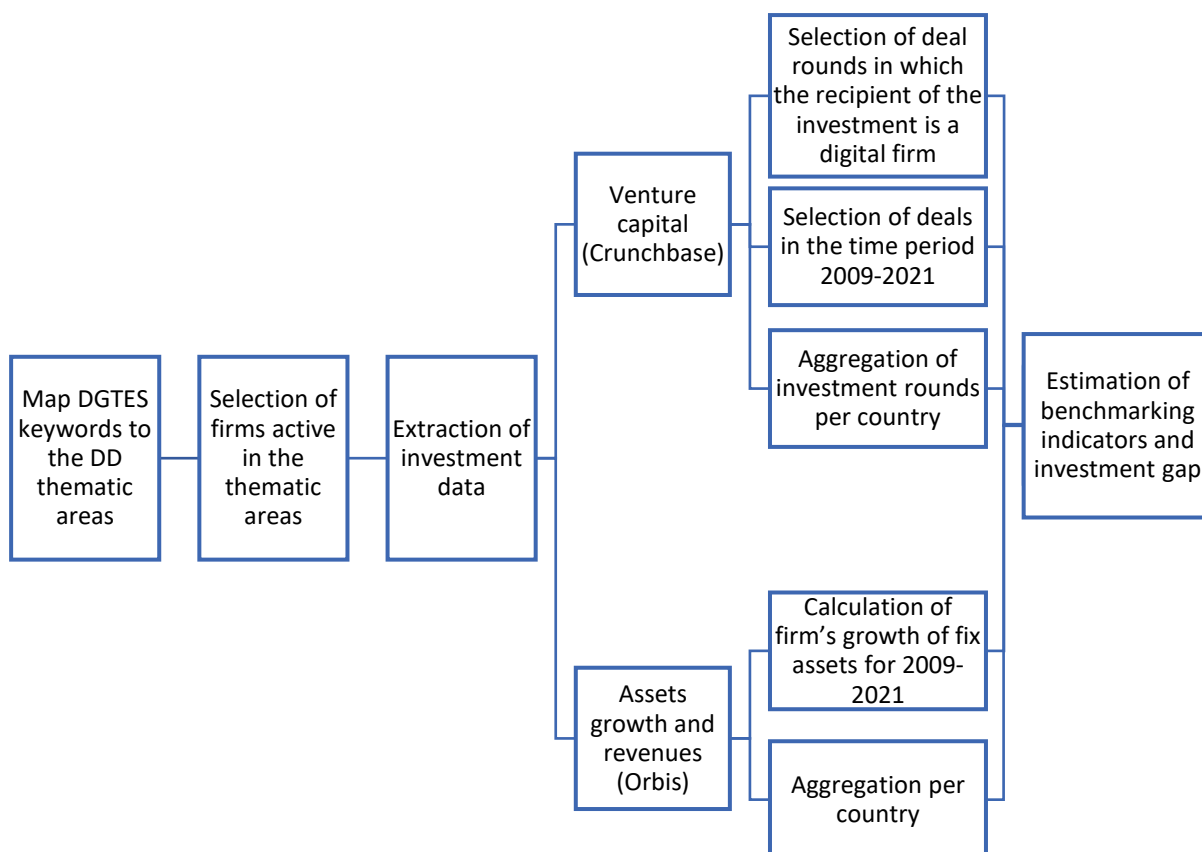 Map DGTES
keywords to
the DD
thematic
areas
Selection of
firms active
in the
thematic
areas
Extraction of
investment
data
Venture
capital
(Crunchbase)
Selection of deal
rounds in which
the recipient of the
investment is a
digital firm
Selection of deals
in the time period
2009-2021
Aggregation of
investment rounds
per country
Assets
growth and
revenues
(Orbis)
Calculation of
firm’s growth of fix
assets for 2009-
2021
Aggregation per
country
Estimation of
benchmarking
indicators and
investment gap